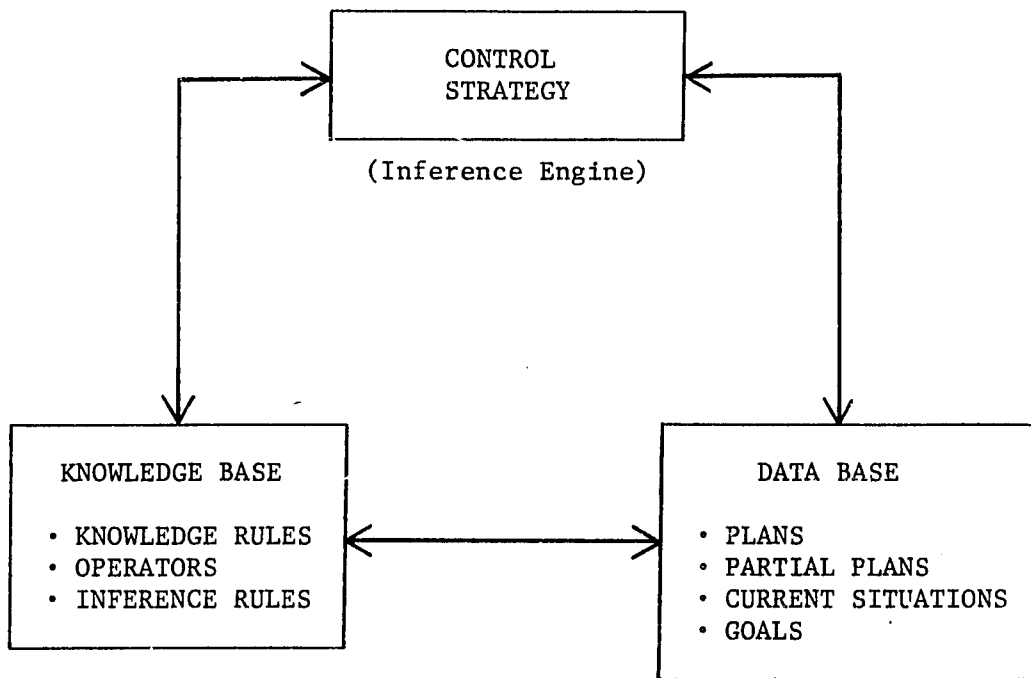 CONTROL
STRATEGY
(Inference Engine)
KNOWLEDGE BASE
• KNOWLEDGE RULES
• OPERATORS
• INFERENCE RULES
DATA BASE
• PLANS
• PARTIAL PLANS
• CURRENT SITUATIONS
• GOALS